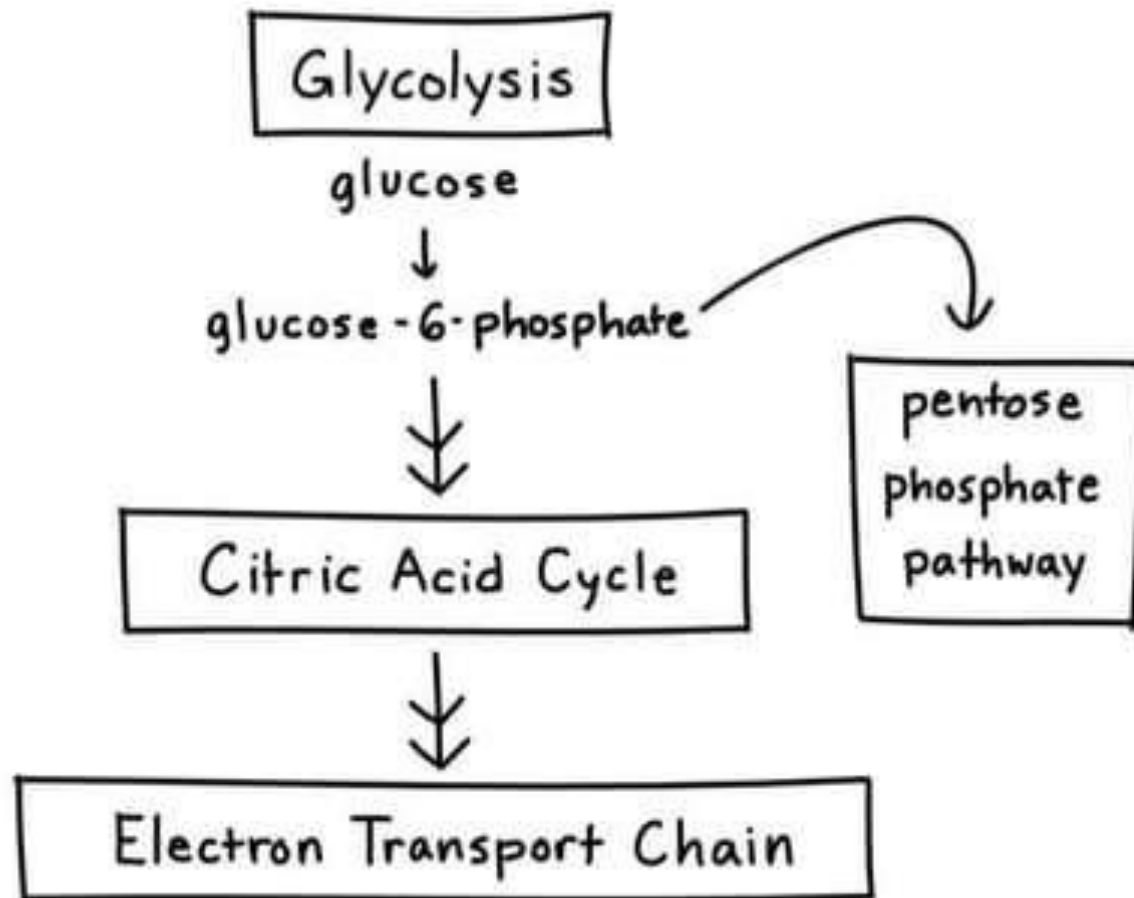 Glycolysis
glucose
glucose-6-phosphate
pentose
phosphate
pathway
Citric Acid Cycle
Electron Transport Chain